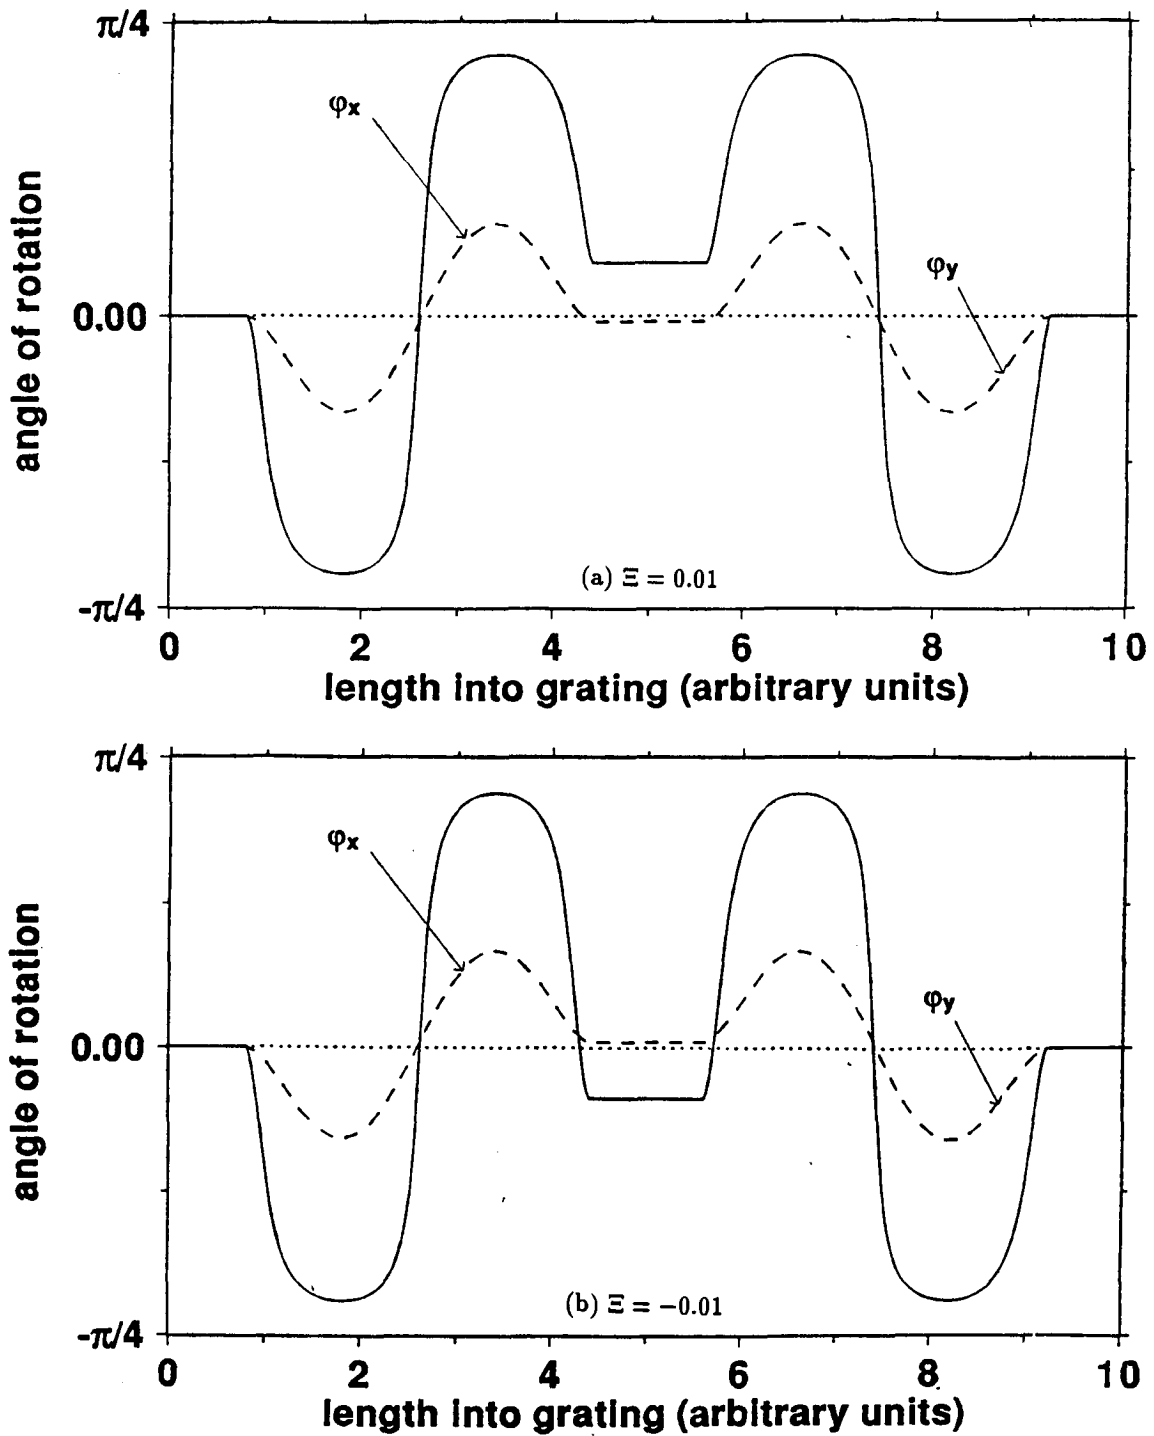 π/4
φx
φy
0.00
angle of rotation
(a) Ξ = 0.01
-π/4
0 2 4 6 8 10
length into grating (arbitrary units)
π/4
φx
φy
0.00
angle of rotation
(b) Ξ = −0.01
-π/4
0 2 4 6 8 10
length into grating (arbitrary units)